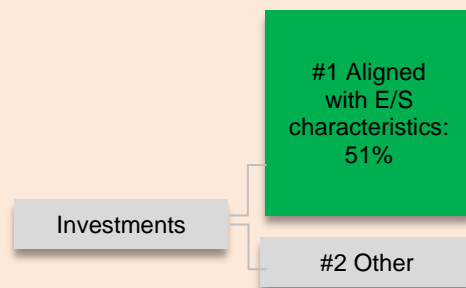 #1 Aligned
with E/S
characteristics:
51%
Investments
#2 Other